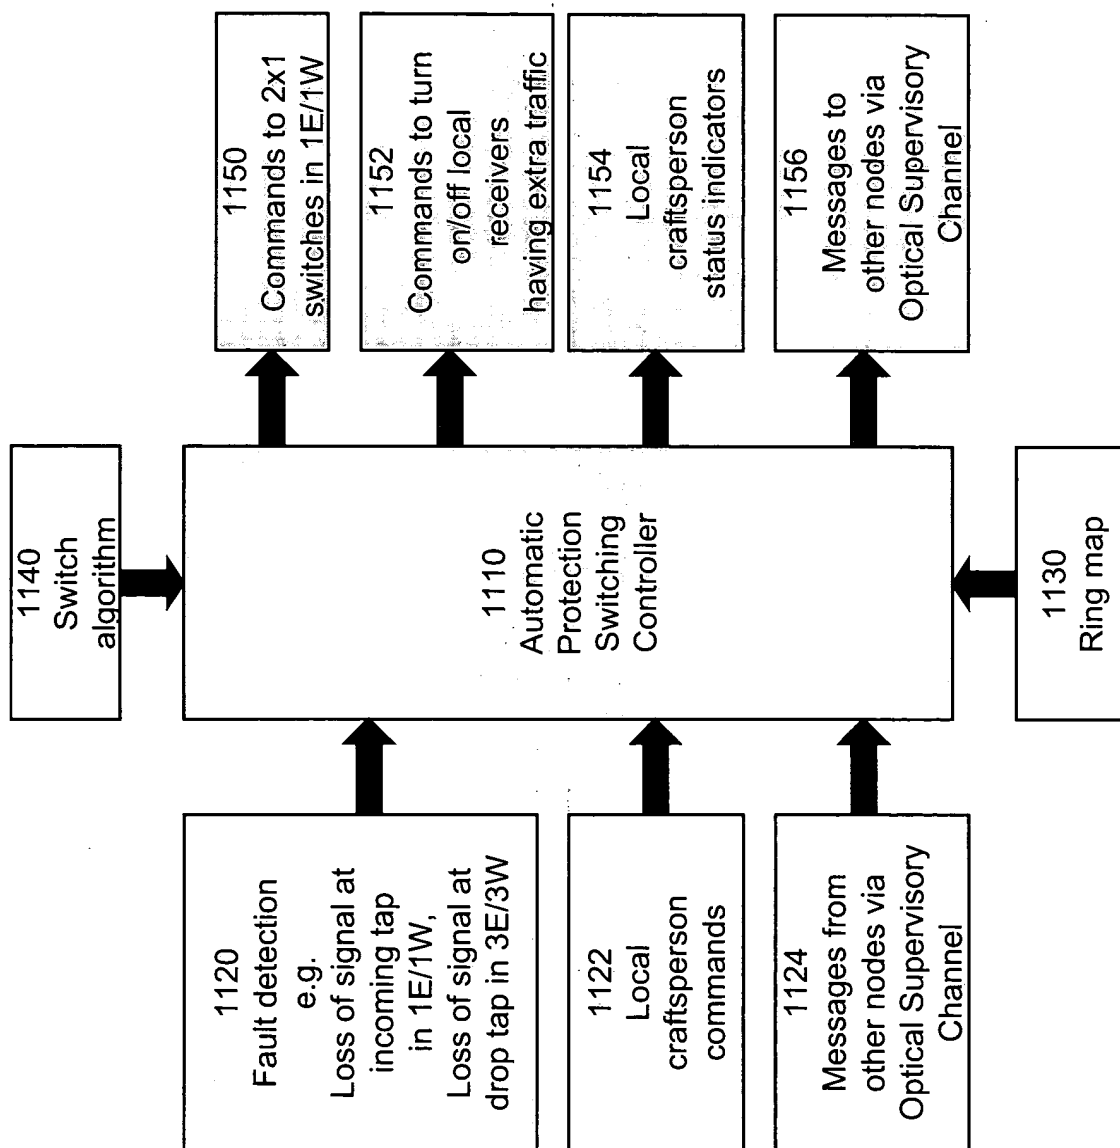 1120
Fault detection
e.g.
Loss of signal at
incoming tap
in 1E/1W,
Loss of signal at
drop tap in 3E/3W
1122
Local
craftsperson
commands
1124
Messages from
other nodes via
Optical Supervisory
Channel
1140
Switch
algorithm
1110
Automatic
Protection
Switching
Controller
1130
Ring map
1150
Commands to 2x1
switches in 1E/1W
1152
Commands to turn
on/off local
receivers
having extra traffic
1154
Local
craftsperson
status indicators
1156
Messages to
other nodes via
Optical Supervisory
Channel